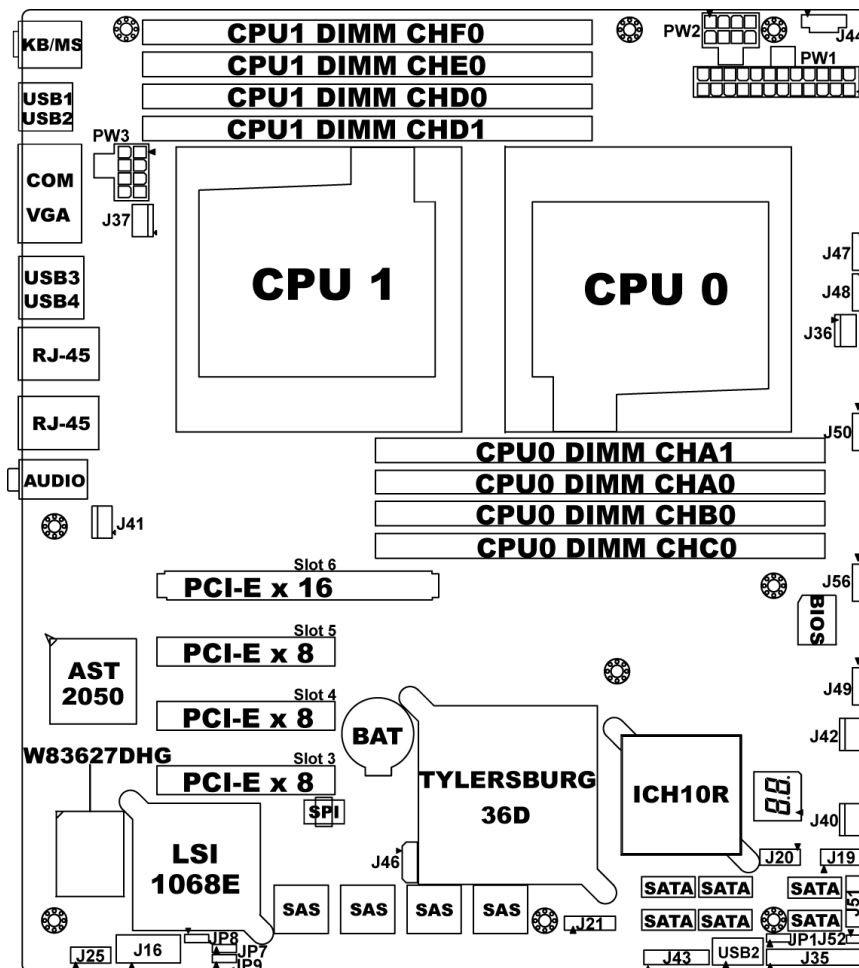 KB/MS
CPU1 DIMM CHF0
PW2
J44
CPU1 DIMM CHE0
PW1
USB1
USB2
CPU1 DIMM CHD0
CPU1 DIMM CHD1
PW3
COM
VGA
J37
CPU 1
CPU 0
J47
USB3
USB4
J48
J36
RJ-45
RJ-45
J50
CPU0 DIMM CHA1
AUDIO
CPU0 DIMM CHA0
CPU0 DIMM CHB0
J41
CPU0 DIMM CHC0
Slot 6
PCI-E x 16
J56
BIOS
Slot 5
PCI-E x 8
AST
2050
J49
Slot 4
PCI-E x 8
BAT
J42
W83627DHG
Slot 3
PCI-E x 8
TYLERSBURG
36D
ICH10R
88
SPI
J40
LSI
1068E
J46
J20
J19
SATA
SATA
SATA
J51
SAS
SAS
SAS
SAS
SATA
SATA
SATA
J21
JP8
JP1
J52
J25
J16
JP7
JP9
J43
USB2
J35